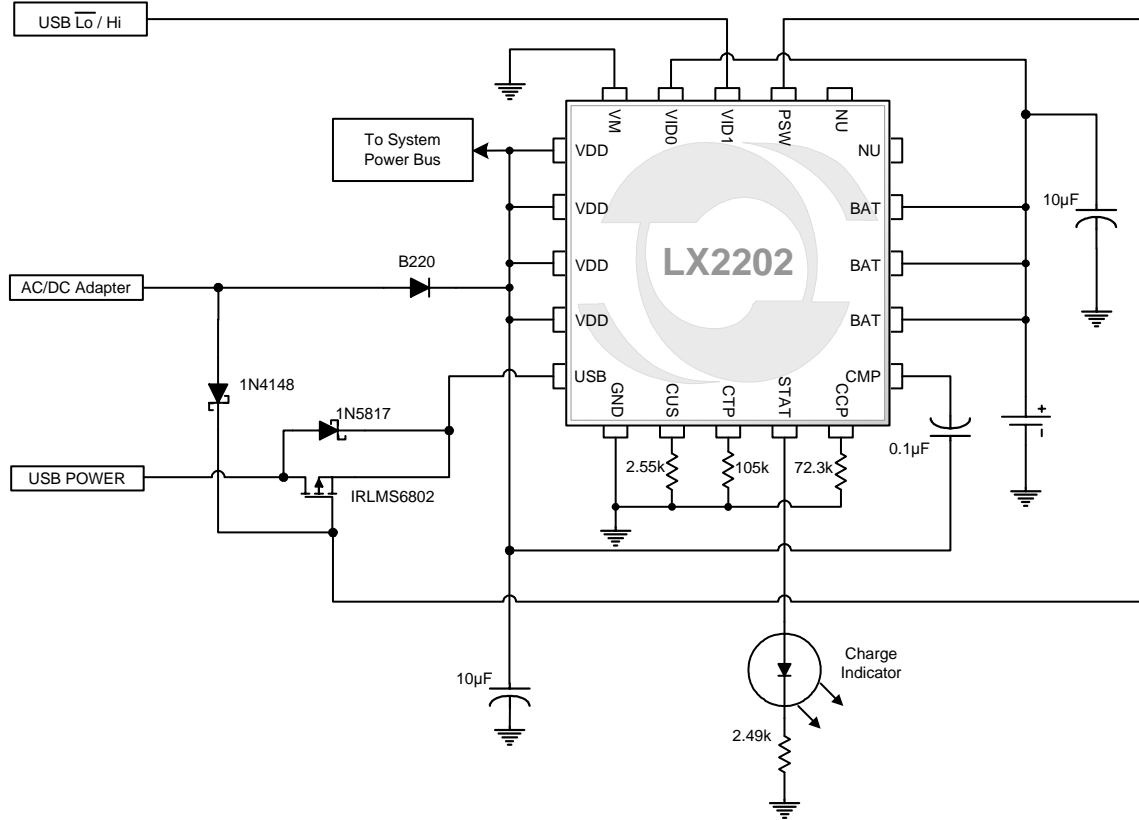 USB Lo / Hi
VM
VID0
VID1
PSW
NU
To System
Power Bus
VDD
NU
VDD
BAT
10µF
B220
LX2202
AC/DC Adapter
VDD
BAT
VDD
BAT
1N4148
USB
GND
CUS
CTP
STAT
CCP
CMP
1N5817
+
-
0.1µF
2.55k
105k
72.3k
USB POWER
IRLMS6802
Charge
Indicator
10µF
2.49k